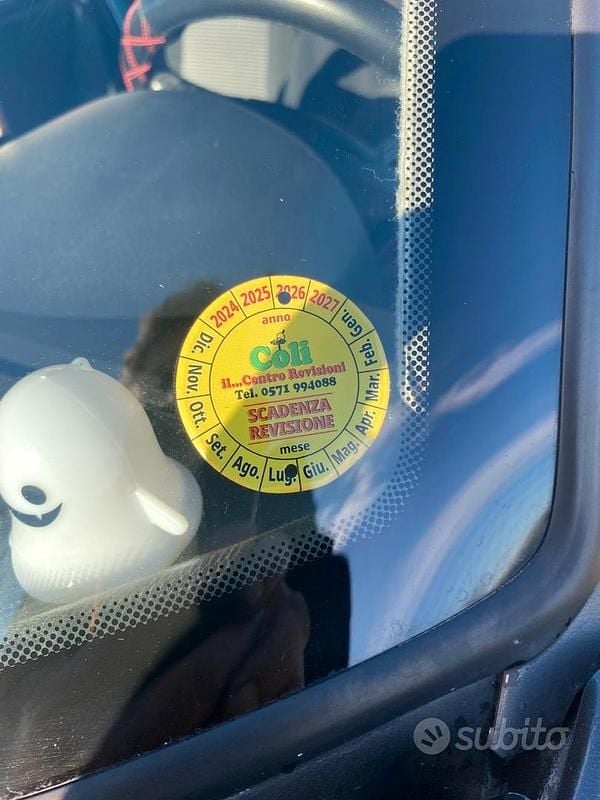 2024 2025 2026 2027
anno
Gen. Feb. Mar. Apr. Mag. Giu. Lug. Ago. Set. Ott. Nov. Dic.
Coli
il...Centro Revisioni
Tel. 0571 994088
SCADENZA
REVISIONE
mese
subito